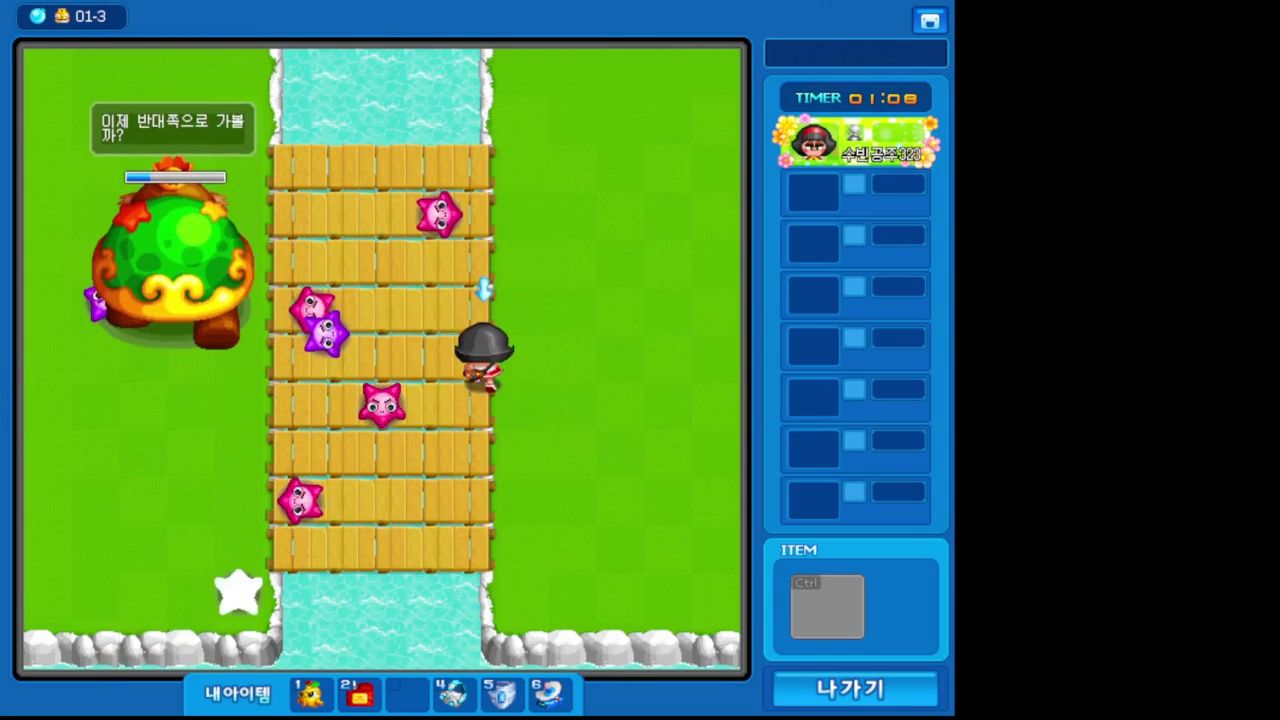 01-3
이제 반대쪽으로 가볼
까?
TIMER 01:08
수빈공주323
ITEM
Ctrl
내아이템
1
2
4
5
6
나가기